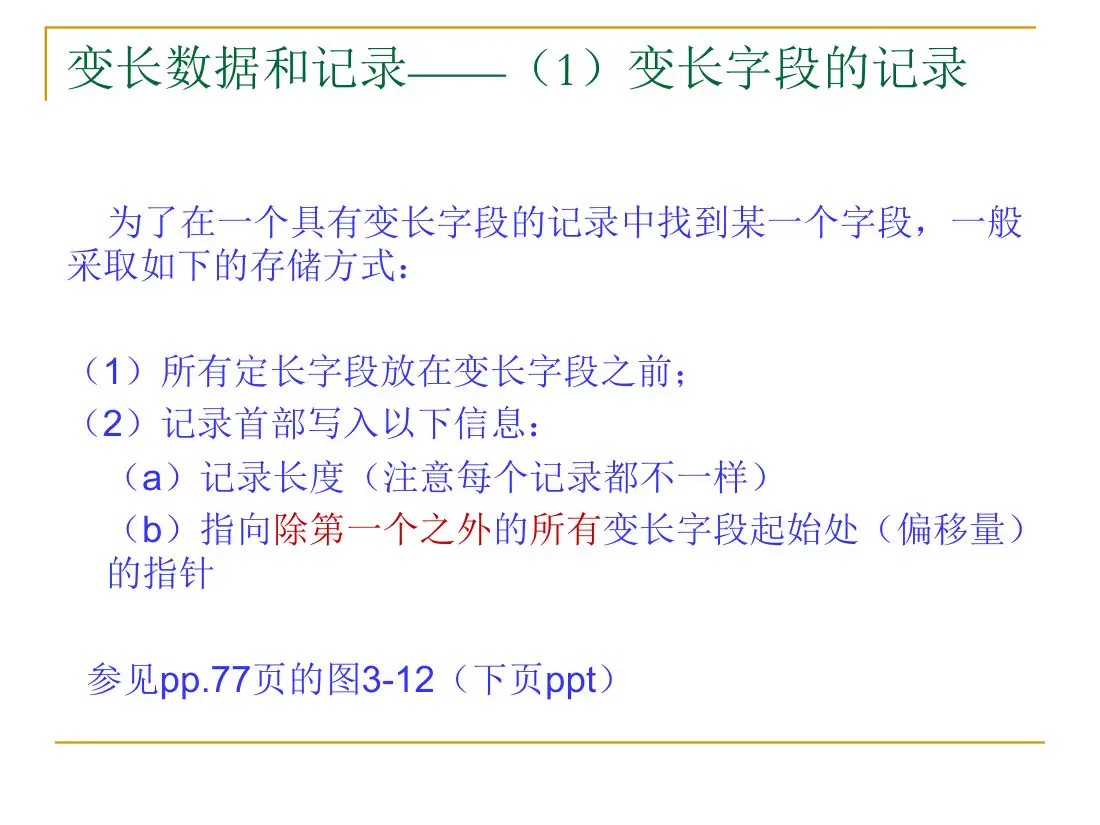 变长数据和记录——（1）变长字段的记录
为了在一个具有变长字段的记录中找到某一个字段，一般
采取如下的存储方式：
（1）所有定长字段放在变长字段之前；
（2）记录首部写入以下信息：
（a）记录长度（注意每个记录都不一样）
（b）指向除第一个之外的所有变长字段起始处（偏移量）
的指针
参见pp.77页的图3-12（下页ppt）